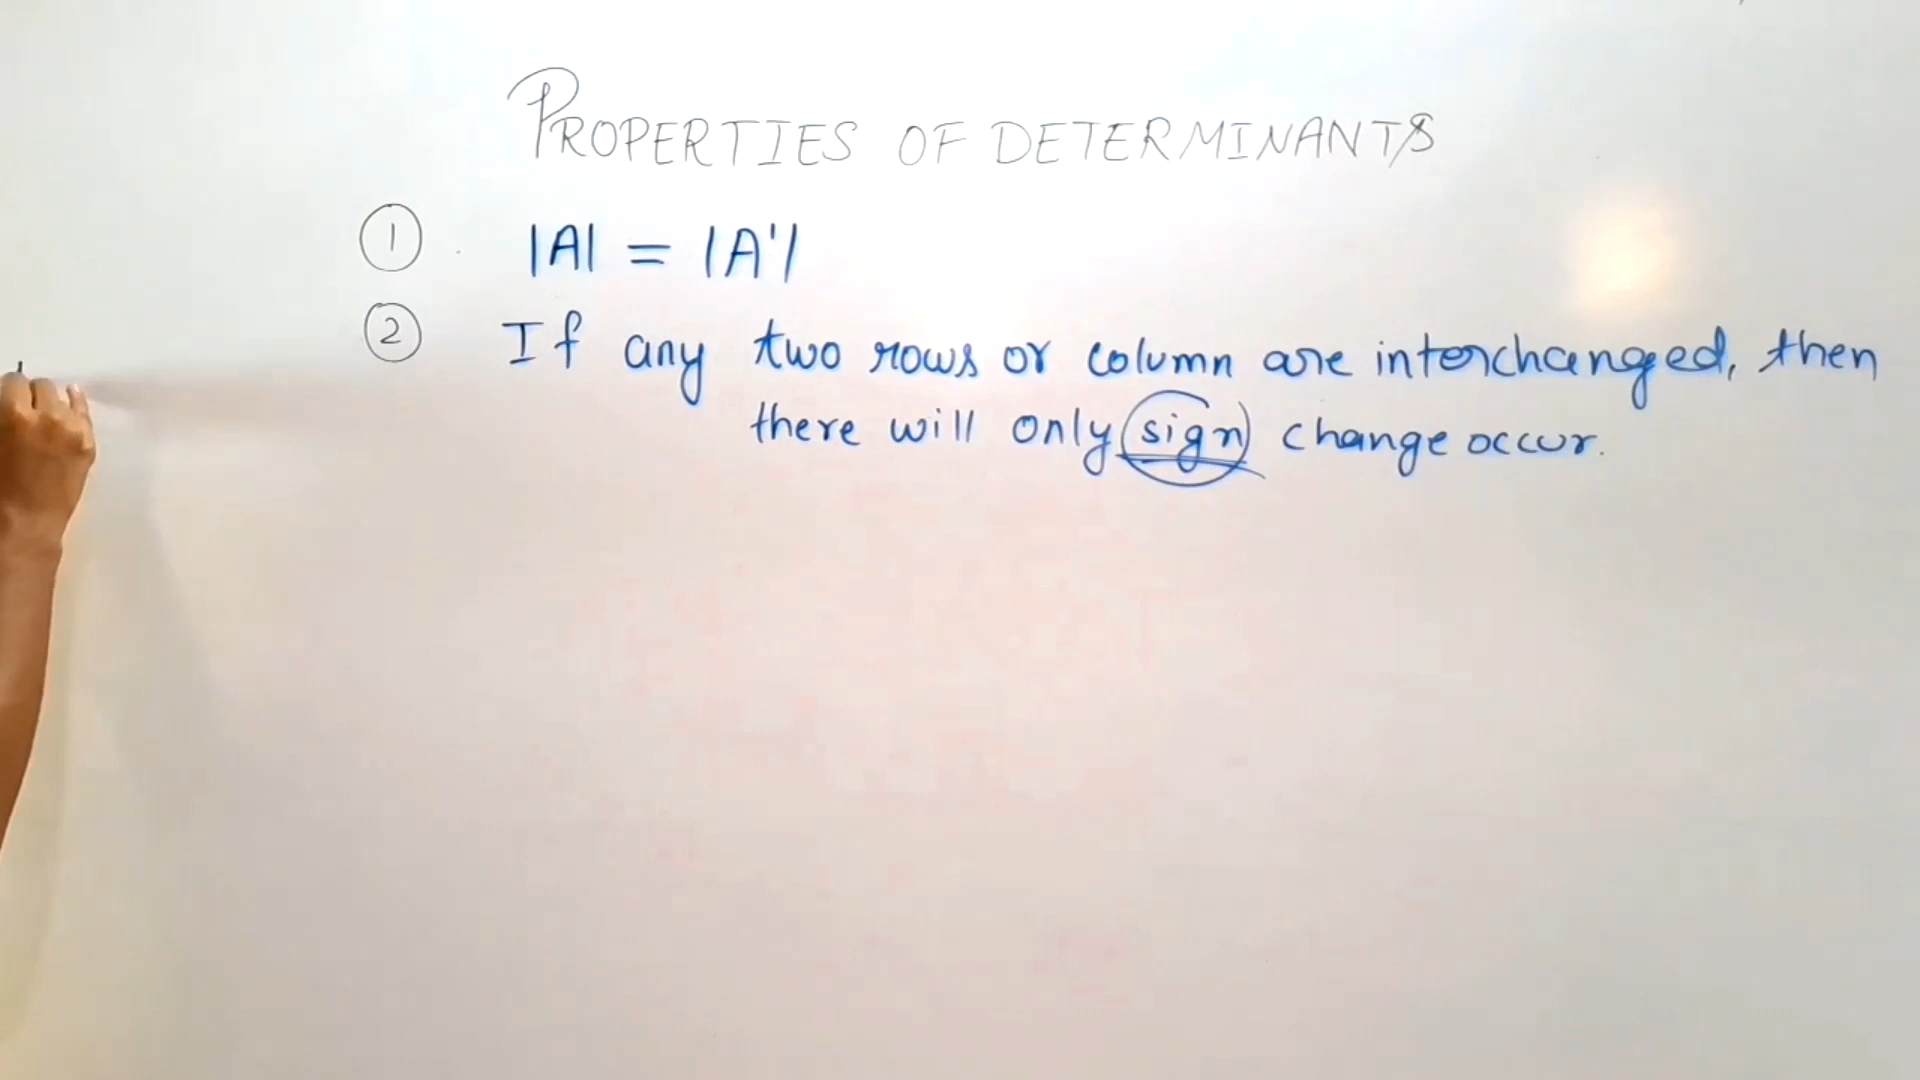 PROPERTIES OF DETERMINANTS
1 |A| = |A'|
2 If any two rows or column are interchanged, then
there will only sign change occur.